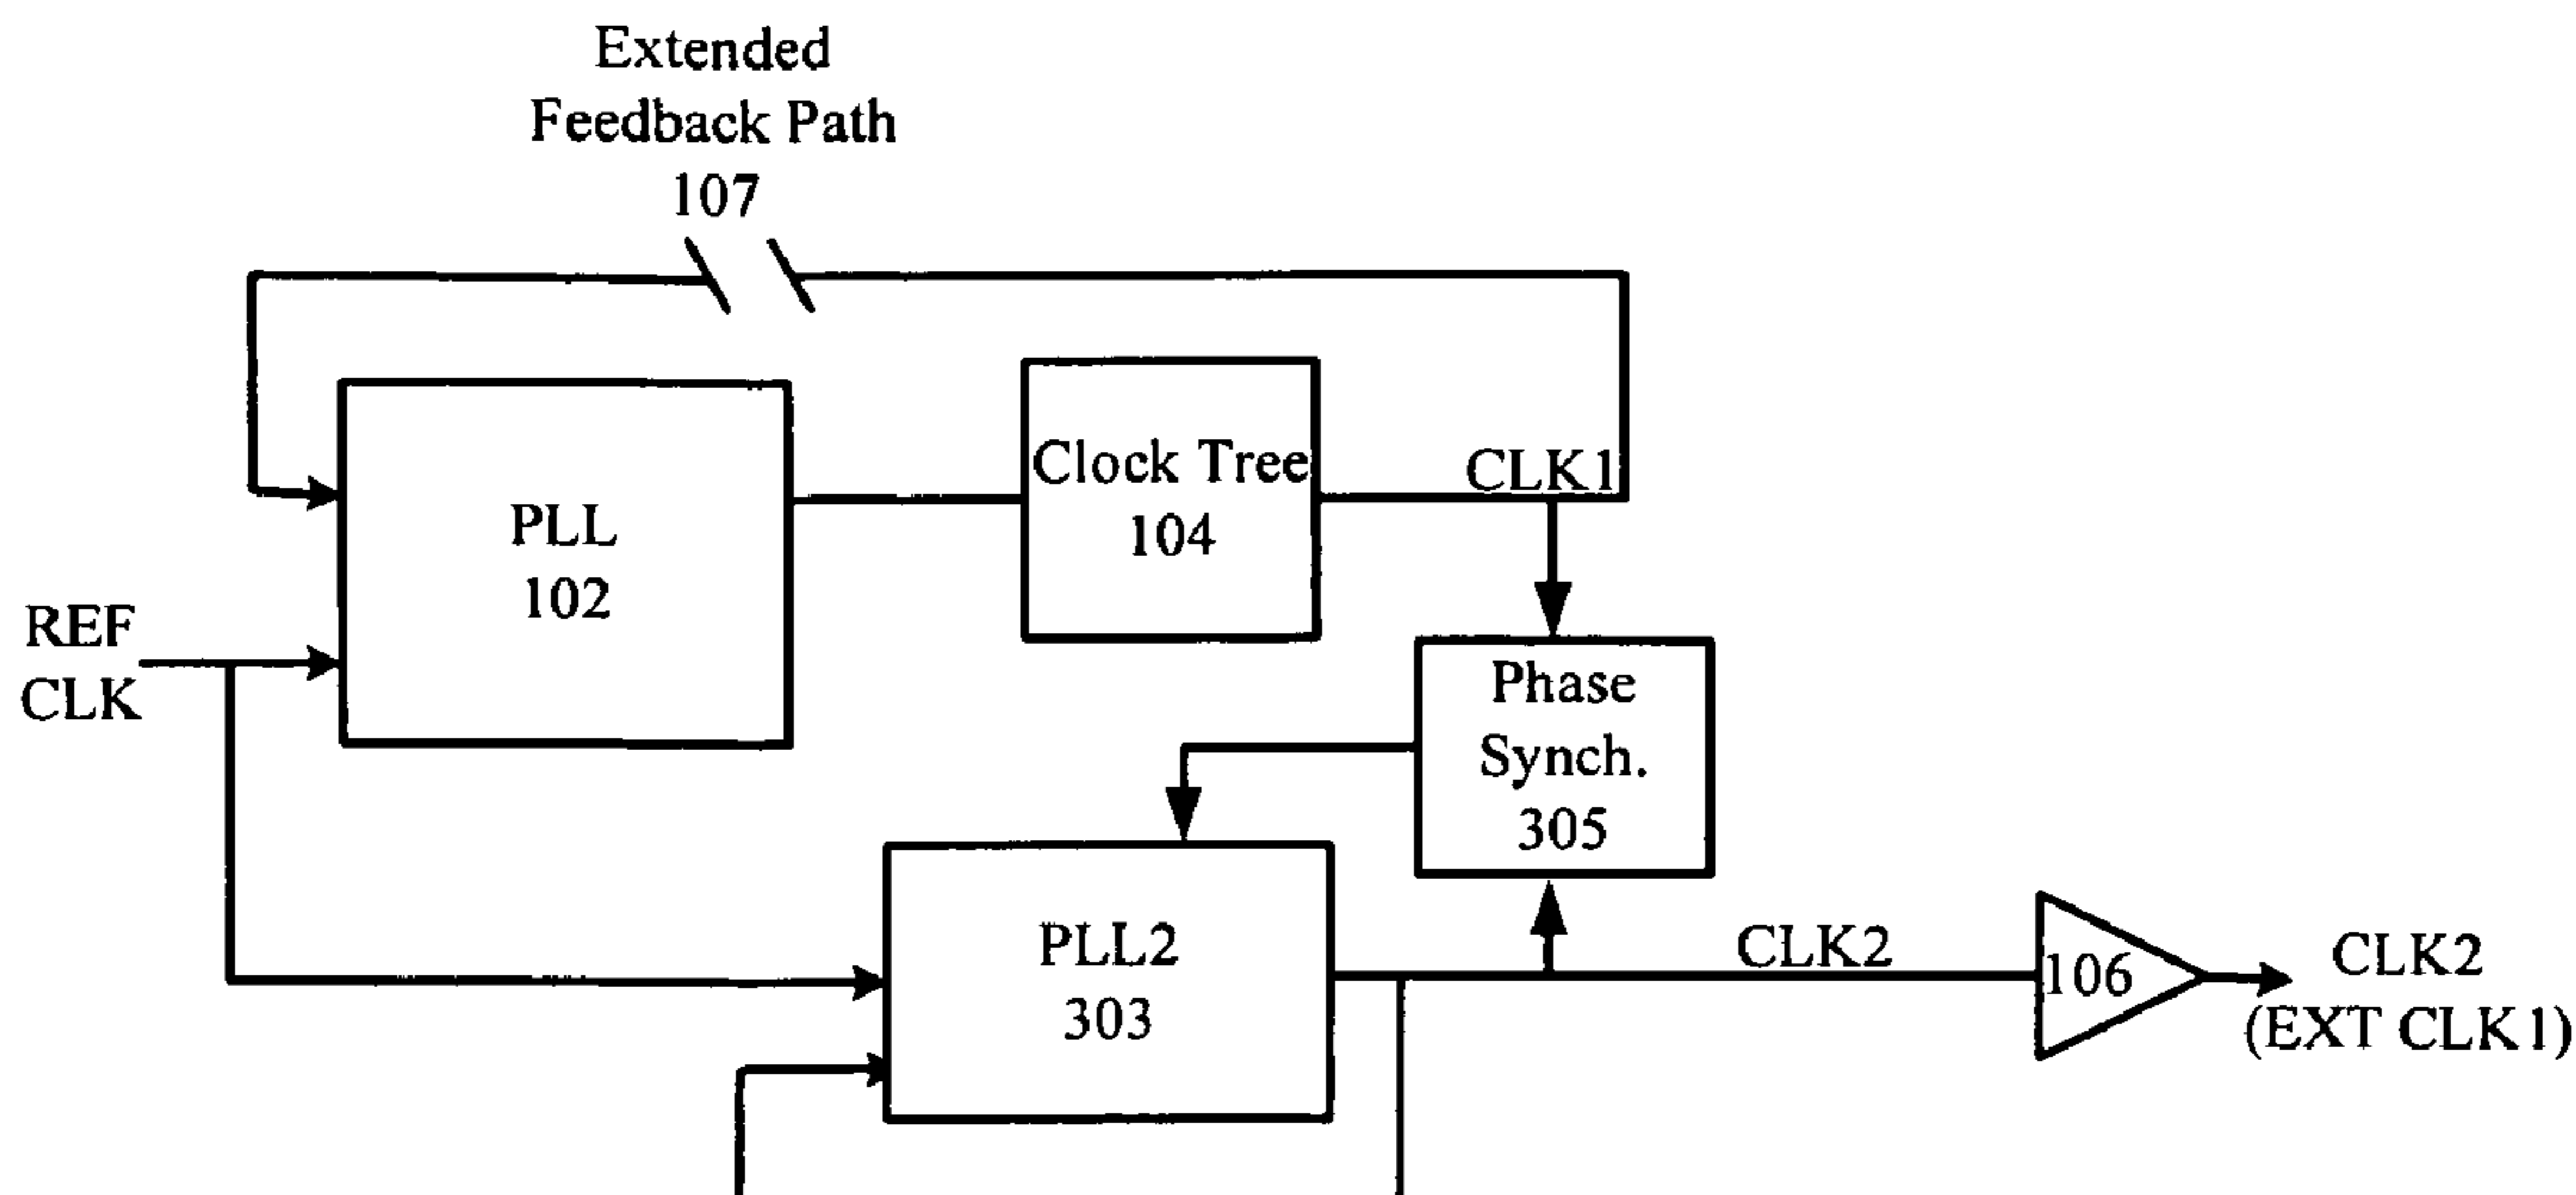 Extended
Feedback Path
107
Clock Tree
104
CLK1
PLL
102
REF
CLK
Phase
Synch.
305
PLL2
303
CLK2
106
CLK2
(EXT CLK1)